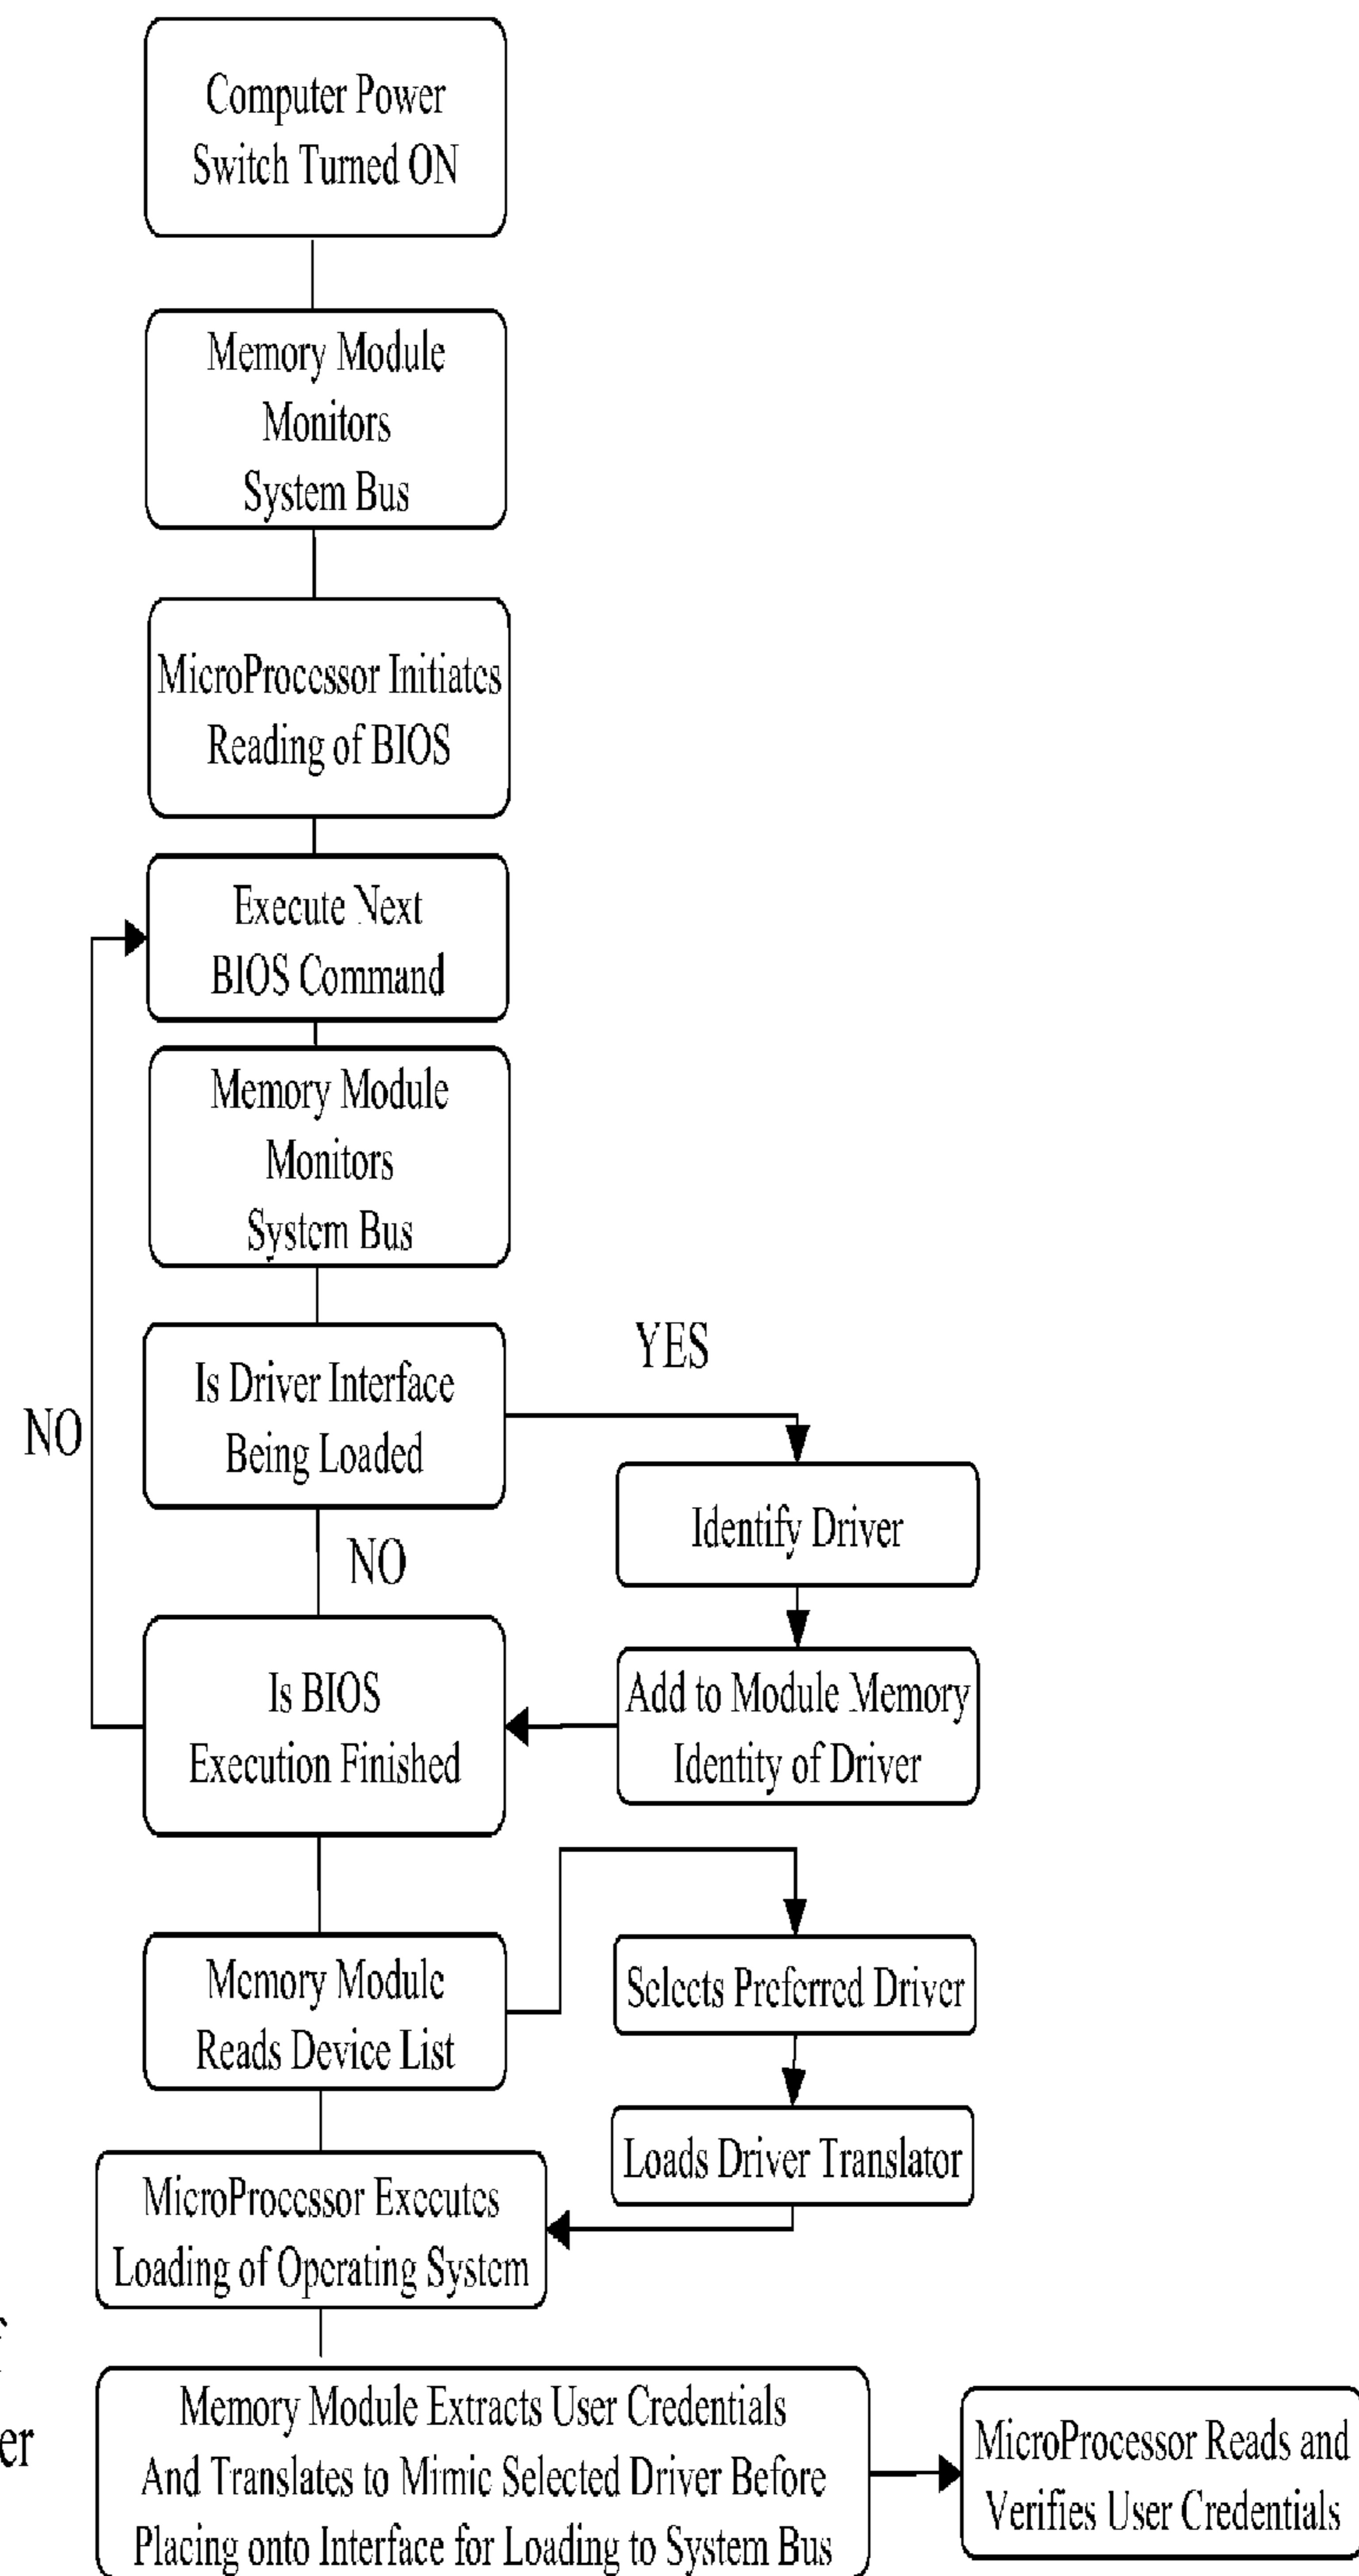 Computer Power
Switch Turned ON
Memory Module
Monitors
System Bus
MicroProcessor Initiates
Reading of BIOS
Execute Next
BIOS Command
Memory Module
Monitors
System Bus
Is Driver Interface
Being Loaded
YES
NO
Identify Driver
NO
Add to Module Memory
Identity of Driver
Is BIOS
Execution Finished
Memory Module
Reads Device List
Selects Preferred Driver
Loads Driver Translator
MicroProcessor Executes
Loading of Operating System
er
Memory Module Extracts User Credentials
And Translates to Mimic Selected Driver Before
Placing onto Interface for Loading to System Bus
MicroProcessor Reads and
Verifies User Credentials